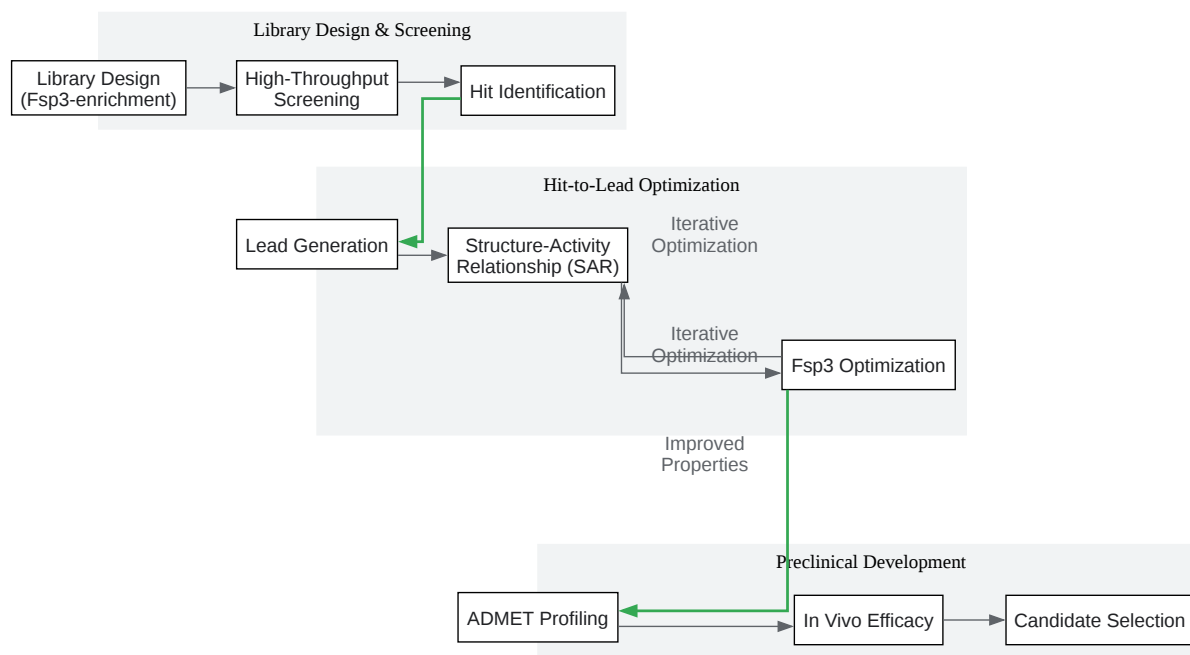 Library Design & Screening
Library Design
(Fsp3-enrichment)
High-Throughput
Screening
Hit Identification
Hit-to-Lead Optimization
Lead Generation
Structure-Activity
Relationship (SAR)
Iterative
Optimization
Iterative
Optimization
Fsp3 Optimization
Improved
Properties
Preclinical Development
ADMET Profiling
In Vivo Efficacy
Candidate Selection